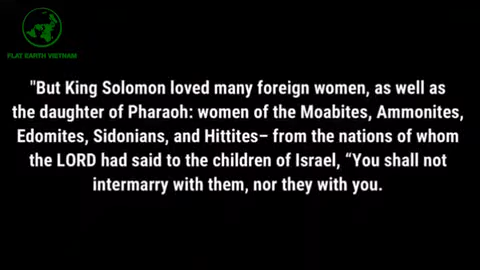 FLAT EARTH VIETNAM
"But King Solomon loved many foreign women, as well as
the daughter of Pharaoh: women of the Moabites, Ammonites,
Edomites, Sidonians, and Hittites– from the nations of whom
the LORD had said to the children of Israel, “You shall not
intermarry with them, nor they with you.